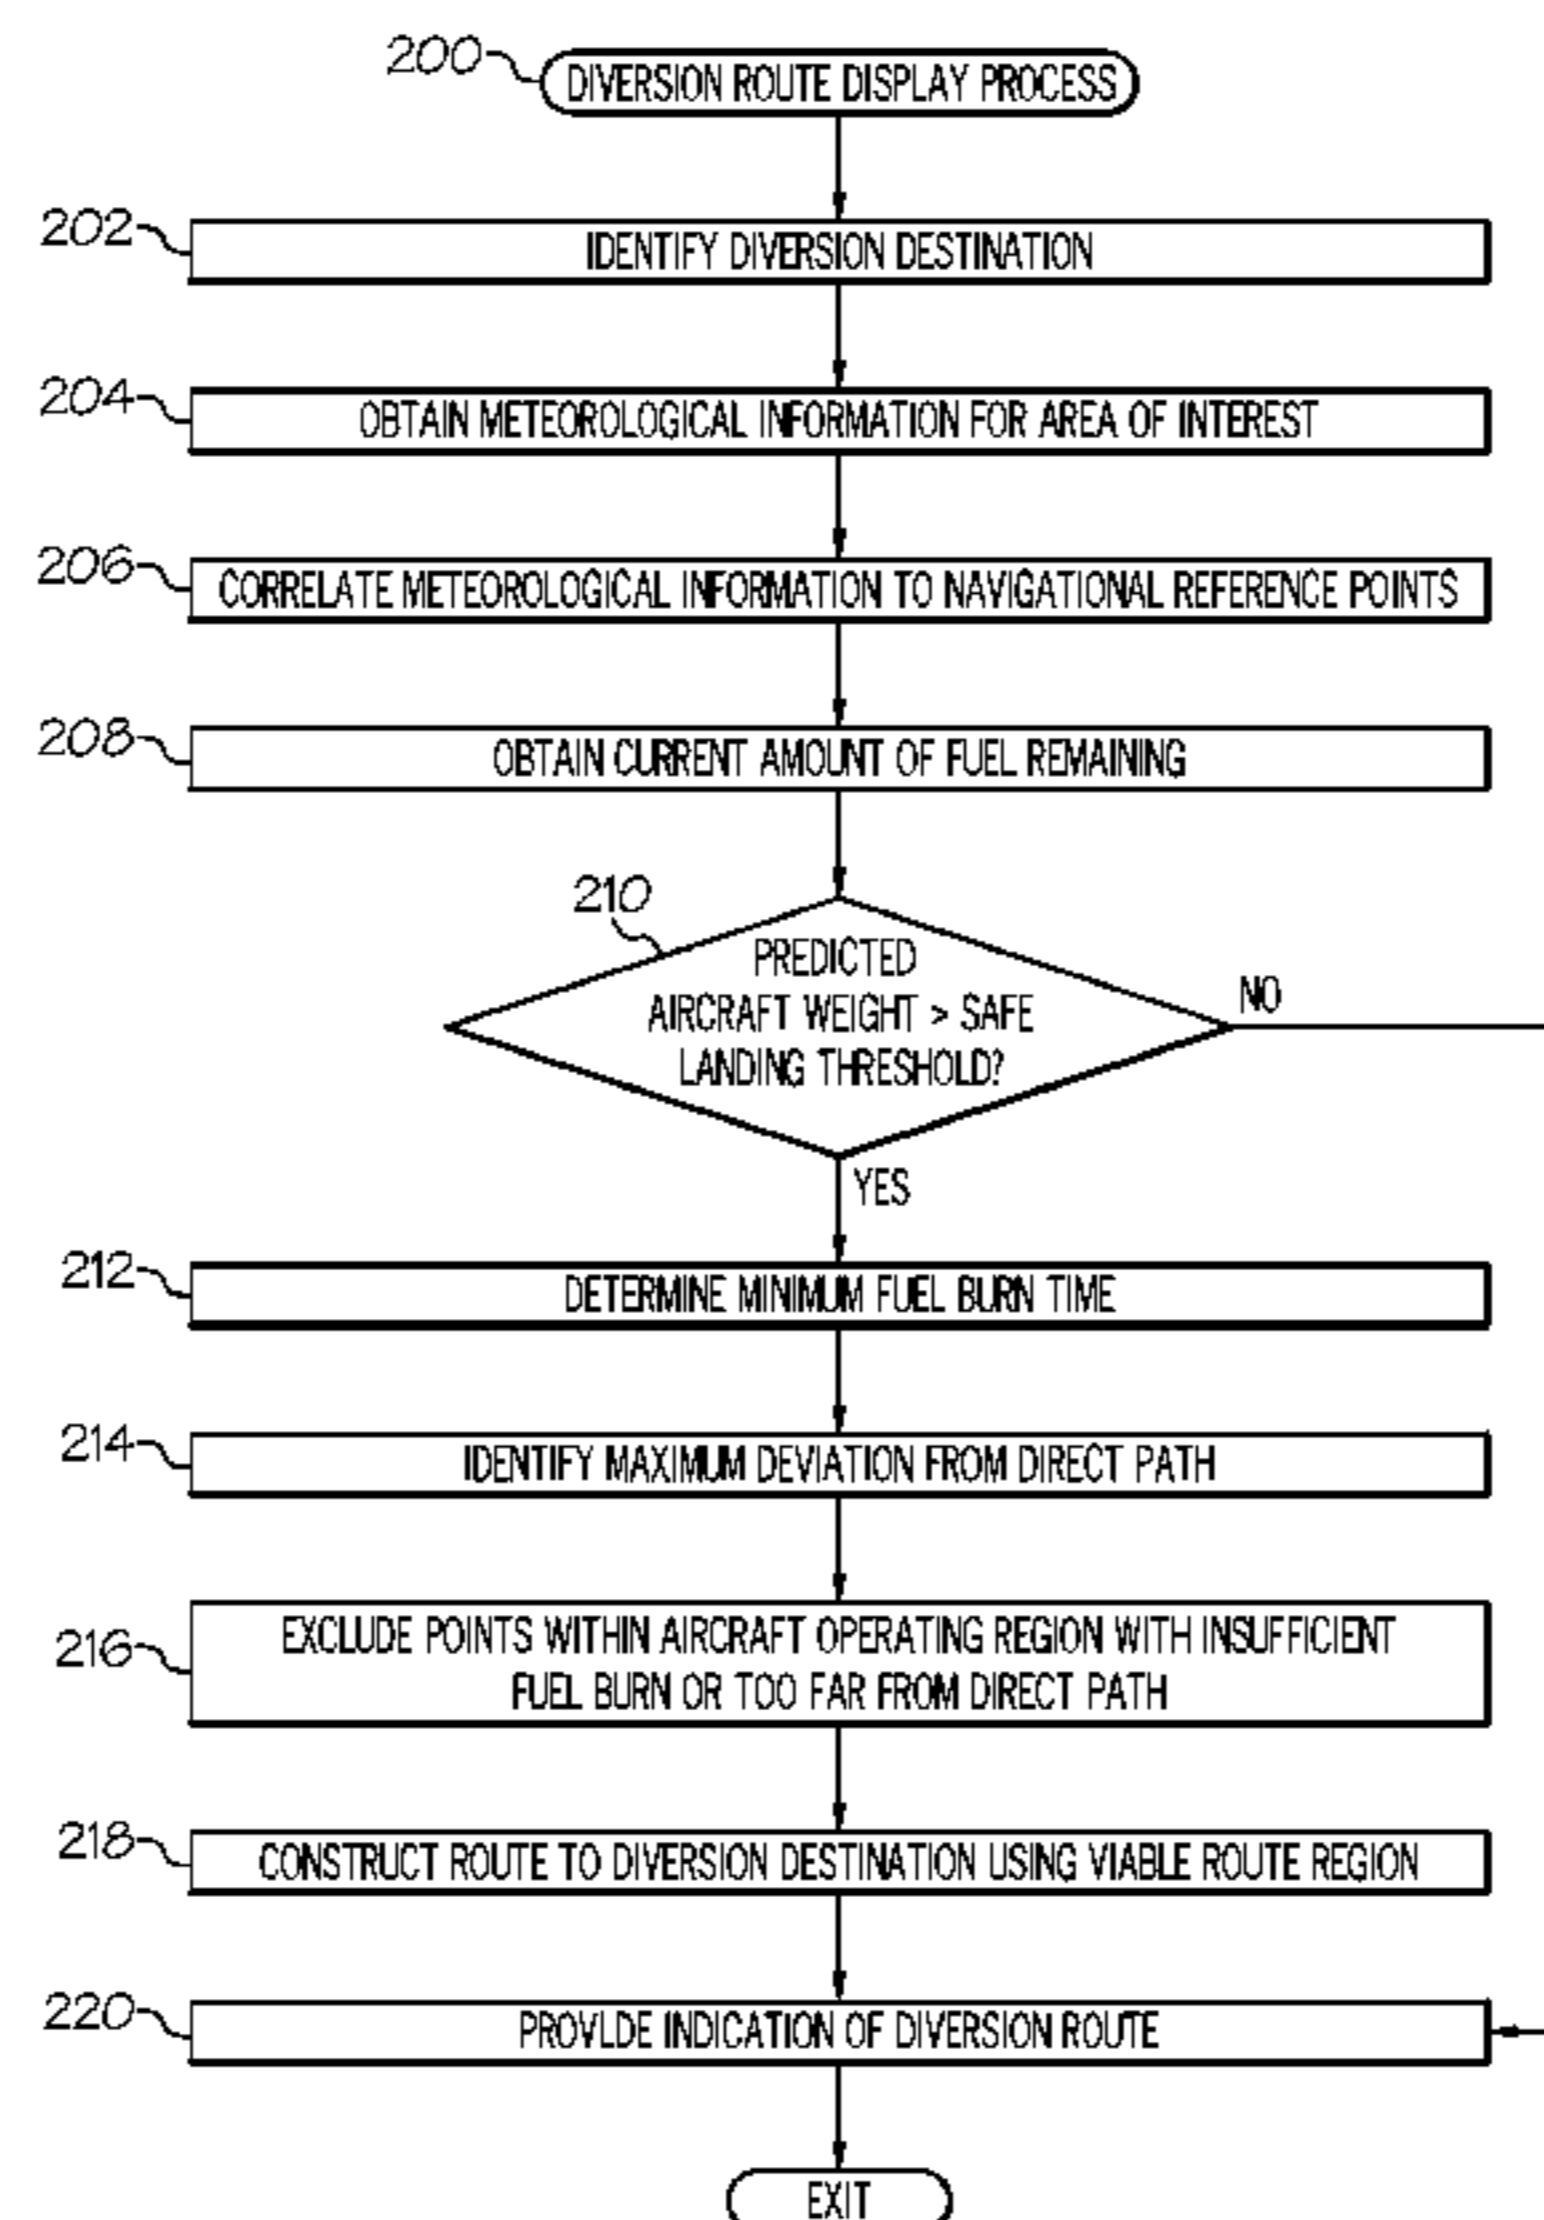 200
DIVERSION ROUTE DISPLAY PROCESS
202
IDENTIFY DIVERSION DESTINATION
204
OBTAIN METEOROLOGICAL INFORMATION FOR AREA OF INTEREST
206
CORRELATE METEOROLOGICAL INFORMATION TO NAVIGATIONAL REFERENCE POINTS
208
OBTAIN CURRENT AMOUNT OF FUEL REMAINING
210
PREDICTED
AIRCRAFT WEIGHT > SAFE
LANDING THRESHOLD?
NO
YES
212
DETERMINE MINIMUM FUEL BURN TIME
214
IDENTIFY MAXIMUM DEVIATION FROM DIRECT PATH
216
EXCLUDE POINTS WITHIN AIRCRAFT OPERATING REGION WITH INSUFFICIENT
FUEL BURN OR TOO FAR FROM DIRECT PATH
218
CONSTRUCT ROUTE TO DIVERSION DESTINATION USING VIABLE ROUTE REGION
220
PROVLDE INDICATION OF DIVERSION ROUTE
EXIT